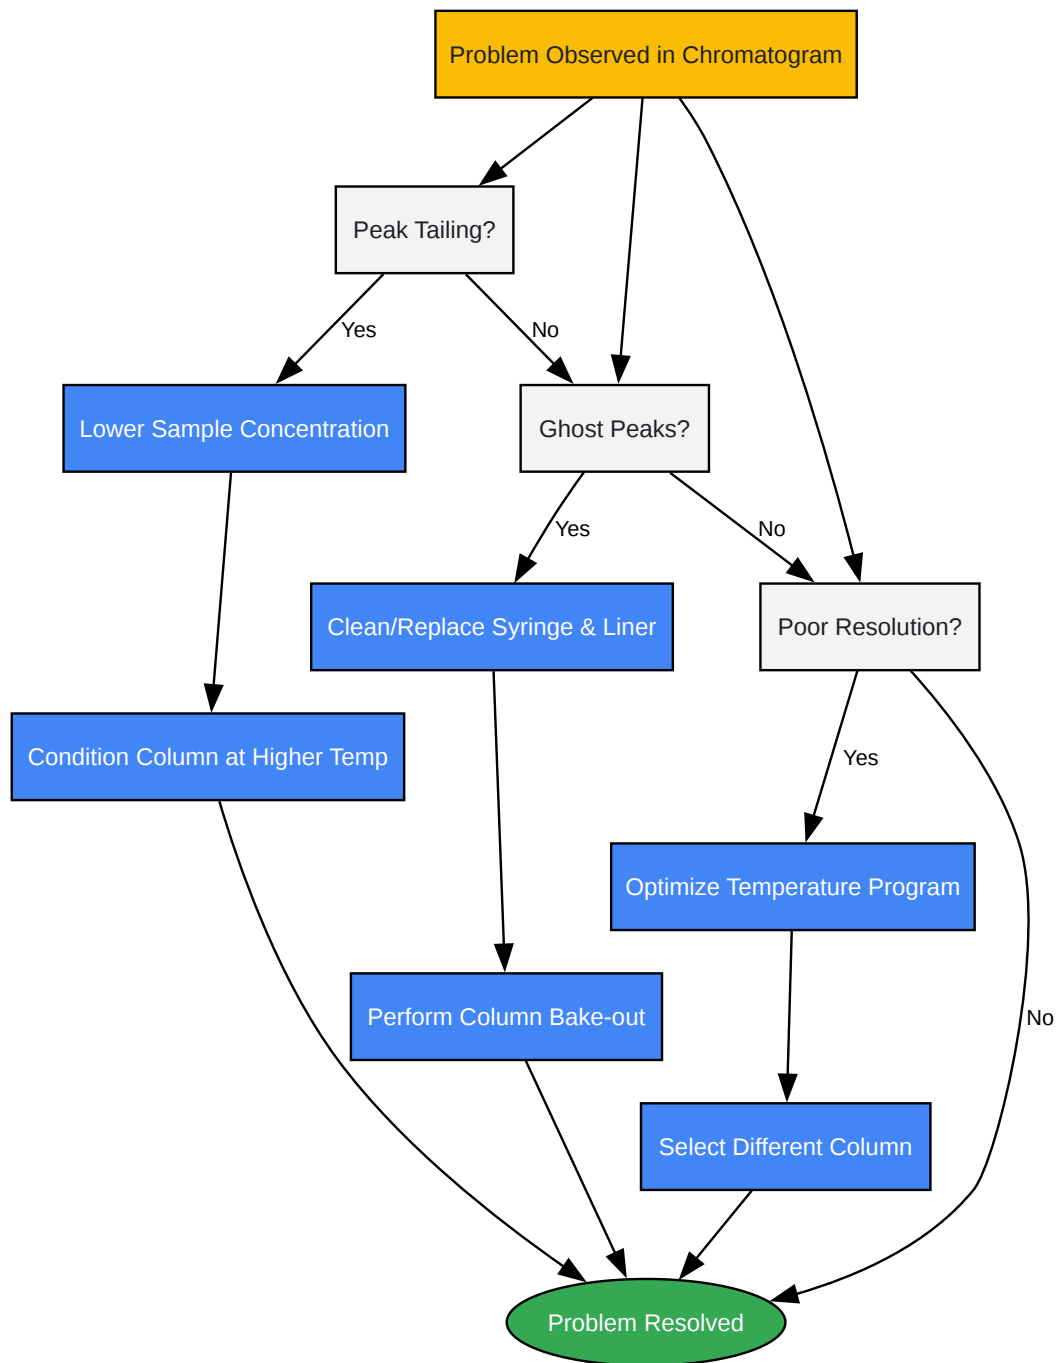 Problem Observed in Chromatogram
Peak Tailing?
Yes
No
Lower Sample Concentration
Ghost Peaks?
Yes
No
Clean/Replace Syringe & Liner
Poor Resolution?
Condition Column at Higher Temp
Yes
Optimize Temperature Program
Perform Column Bake-out
No
Select Different Column
Problem Resolved